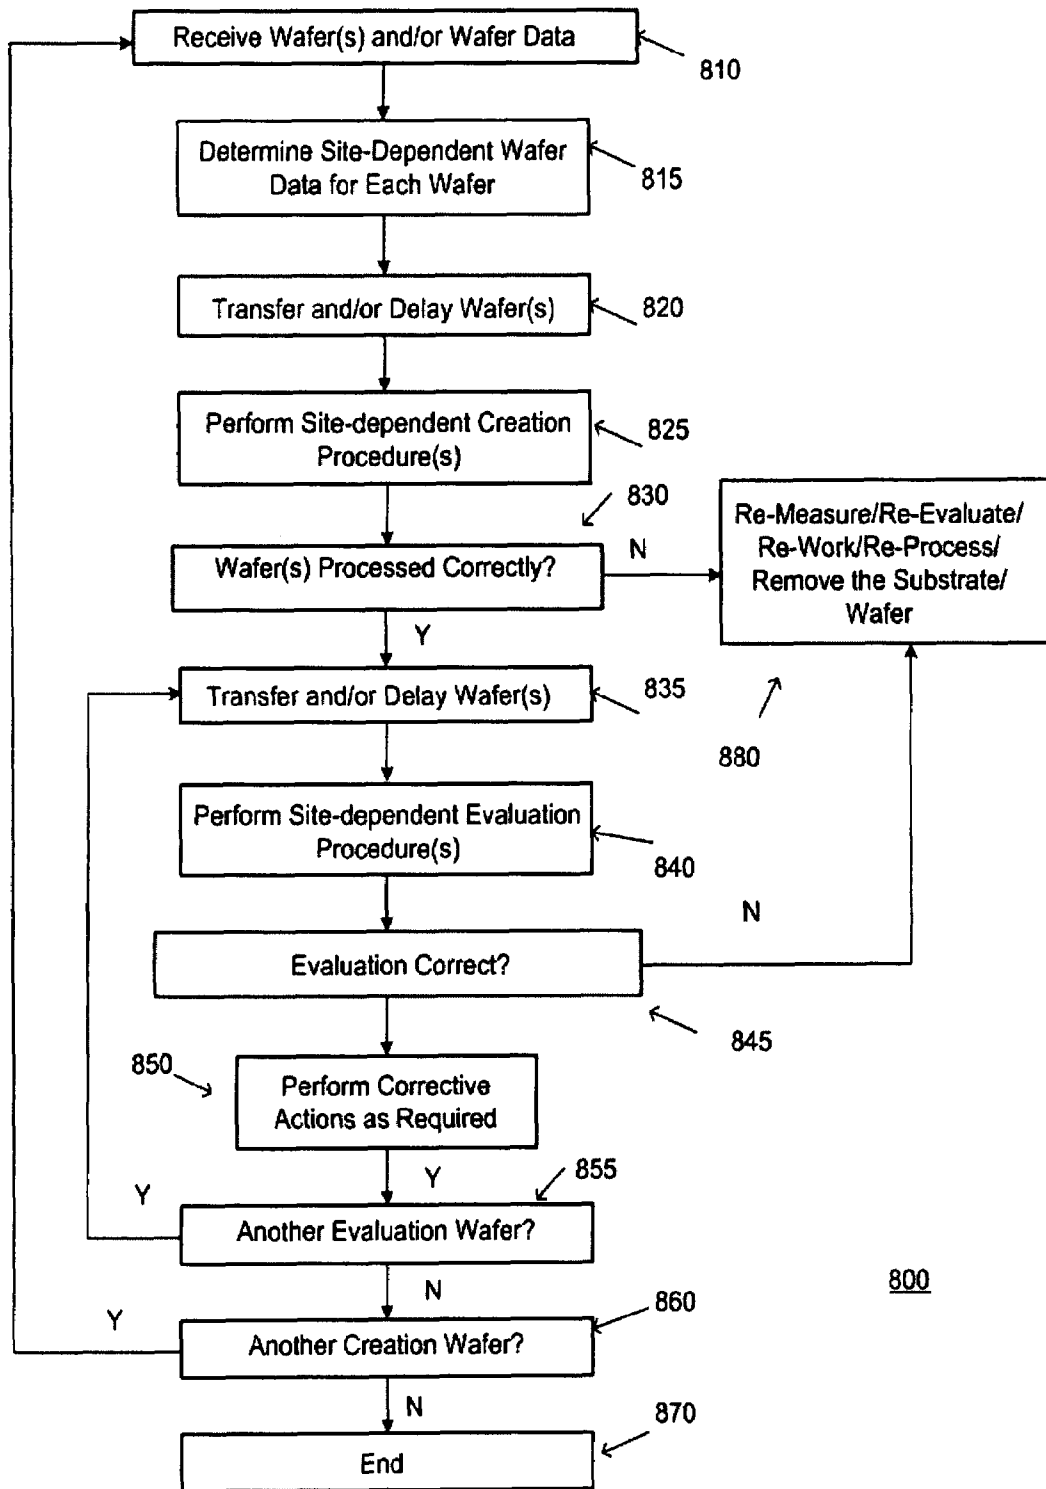 Receive Wafer(s) and/or Wafer Data
810
Determine Site-Dependent Wafer
Data for Each Wafer
815
Transfer and/or Delay Wafer(s)
820
Perform Site-dependent Creation
Procedure(s)
825
830
Wafer(s) Processed Correctly?
N
Re-Measure/Re-Evaluate/
Re-Work/Re-Process/
Remove the Substrate/
Wafer
880
Y
Transfer and/or Delay Wafer(s)
835
Perform Site-dependent Evaluation
Procedure(s)
840
N
Evaluation Correct?
845
850
Perform Corrective
Actions as Required
Y
855
Y
Another Evaluation Wafer?
N
800
860
Y
Another Creation Wafer?
N
870
End